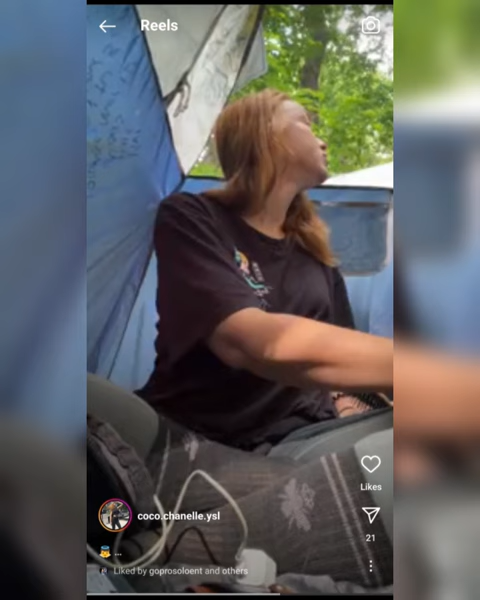 Reels
Likes
coco.chanelle.ysl
21
...
Liked by goprosoloent and others